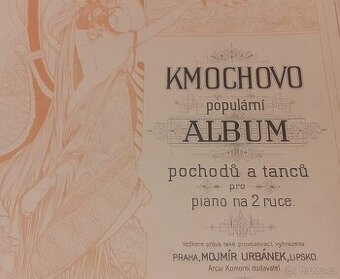 KMOCHOVO
populární
ALBUM
pochodů a tanců
pro
piano na 2 ruce.
Veškera práva také provozovací, vyhrazena.
PRAHA, MOJMÍR URBÁNEK, LIPSKO.
Arciv. Komorní dodavatel.